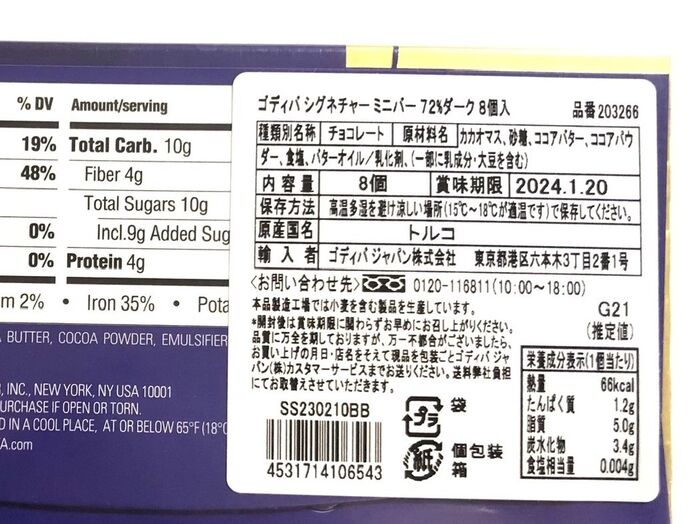 % DV Amount/serving
19% Total Carb. 10g
48% Fiber 4g
Total Sugars 10g
0% Incl.9g Added Sug
0% Protein 4g
m 2% • Iron 35% • Pota
BUTTER, COCOA POWDER, EMULSIFIER
, INC., NEW YORK, NY USA 10001
URCHASE IF OPEN OR TORN.
D IN A COOL PLACE, AT OR BELOW 65°F (18°C
A.com
ゴディバ シグネチャー ミニバー 72%ダーク 8個入 品番 203266
種類別名称 チョコレート 原材料名 カカオマス、砂糖、ココアバター、ココアパウ
ダー、食塩、バターオイル/乳化剤、(一部に乳成分・大豆を含む)
内容量 8個 賞味期限 2024.1.20
保存方法 高温多湿を避け涼しい場所(15℃~18℃が適温です)で保存してください。
原産国名 トルコ
輸入者 ゴディバ ジャパン株式会社 東京都港区六本木3丁目2番1号
<お問い合わせ先> 0120-116811(10:00~18:00)
本品製造工場では小麦を含む製品を生産しています。
*開封後は賞味期限に関わらずお早めにお召し上がりください。
品質に万全を期しておりますが、万一不都合がございましたら、
お買い上げの月日・店名をそえて現品を包装ごとゴディバ ジャ
パン(株)カスタマーサービスまでお送りください。送料弊社負担
にてお取替えさせていただきます。
G21
(推定値)
栄養成分表示(1個当たり)
熱量 66kcal
たんぱく質 1.2g
脂質 5.0g
炭水化物 3.4g
食塩相当量 0.004g
SS230210BB
4531714106543
プラ 袋
紙 個包装
箱